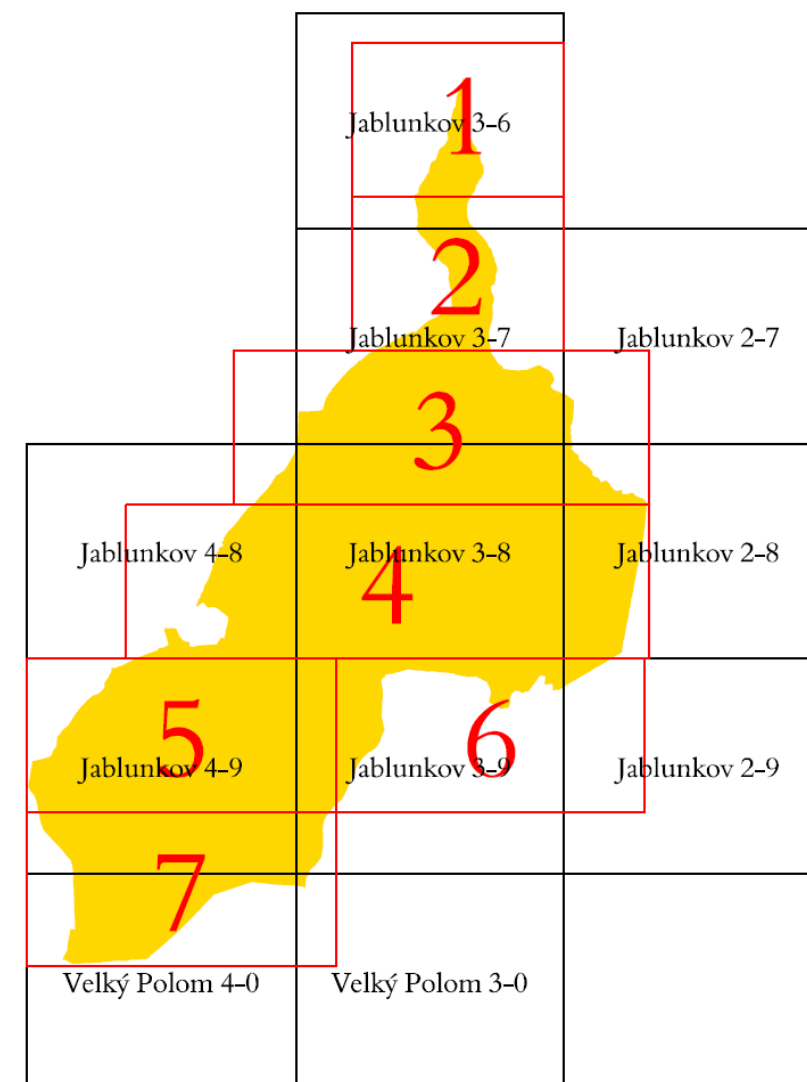 1
Jablunkov 3-6
2
Jablunkov 3-7 Jablunkov 2-7
3
Jablunkov 4-8 Jablunkov 3-8 Jablunkov 2-8
4
5 6
Jablunkov 4-9 Jablunkov 3-9 Jablunkov 2-9
7
Velký Polom 4-0 Velký Polom 3-0